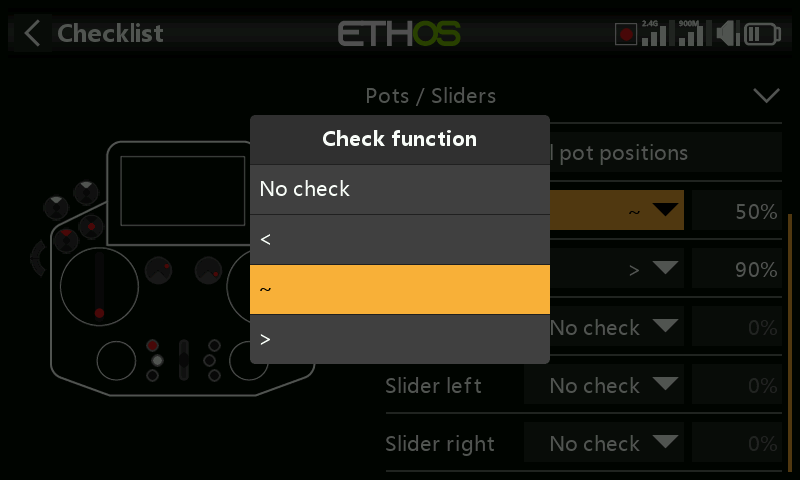 Checklist
ETHOS
2.4G
900M
Pots / Sliders
Check function
No check
<
~
>
pot positions
~
50%
>
90%
No check
0%
Slider left
No check
0%
Slider right
No check
0%